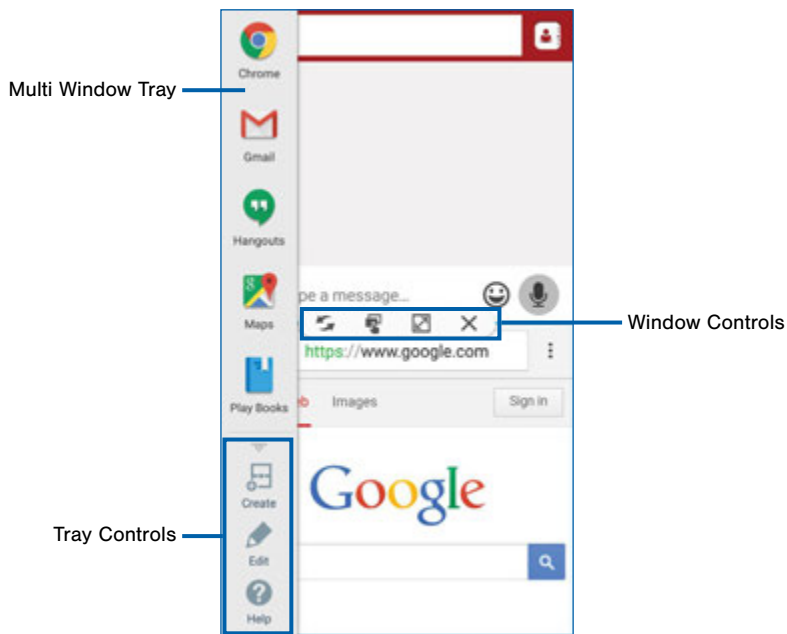 Chrome
Multi Window Tray
Gmail
Hangouts
pe a message...
Maps
Window Controls
https://www.google.com
Play Books
eb Images Sign in
Create
Google
Tray Controls
Edit
Help